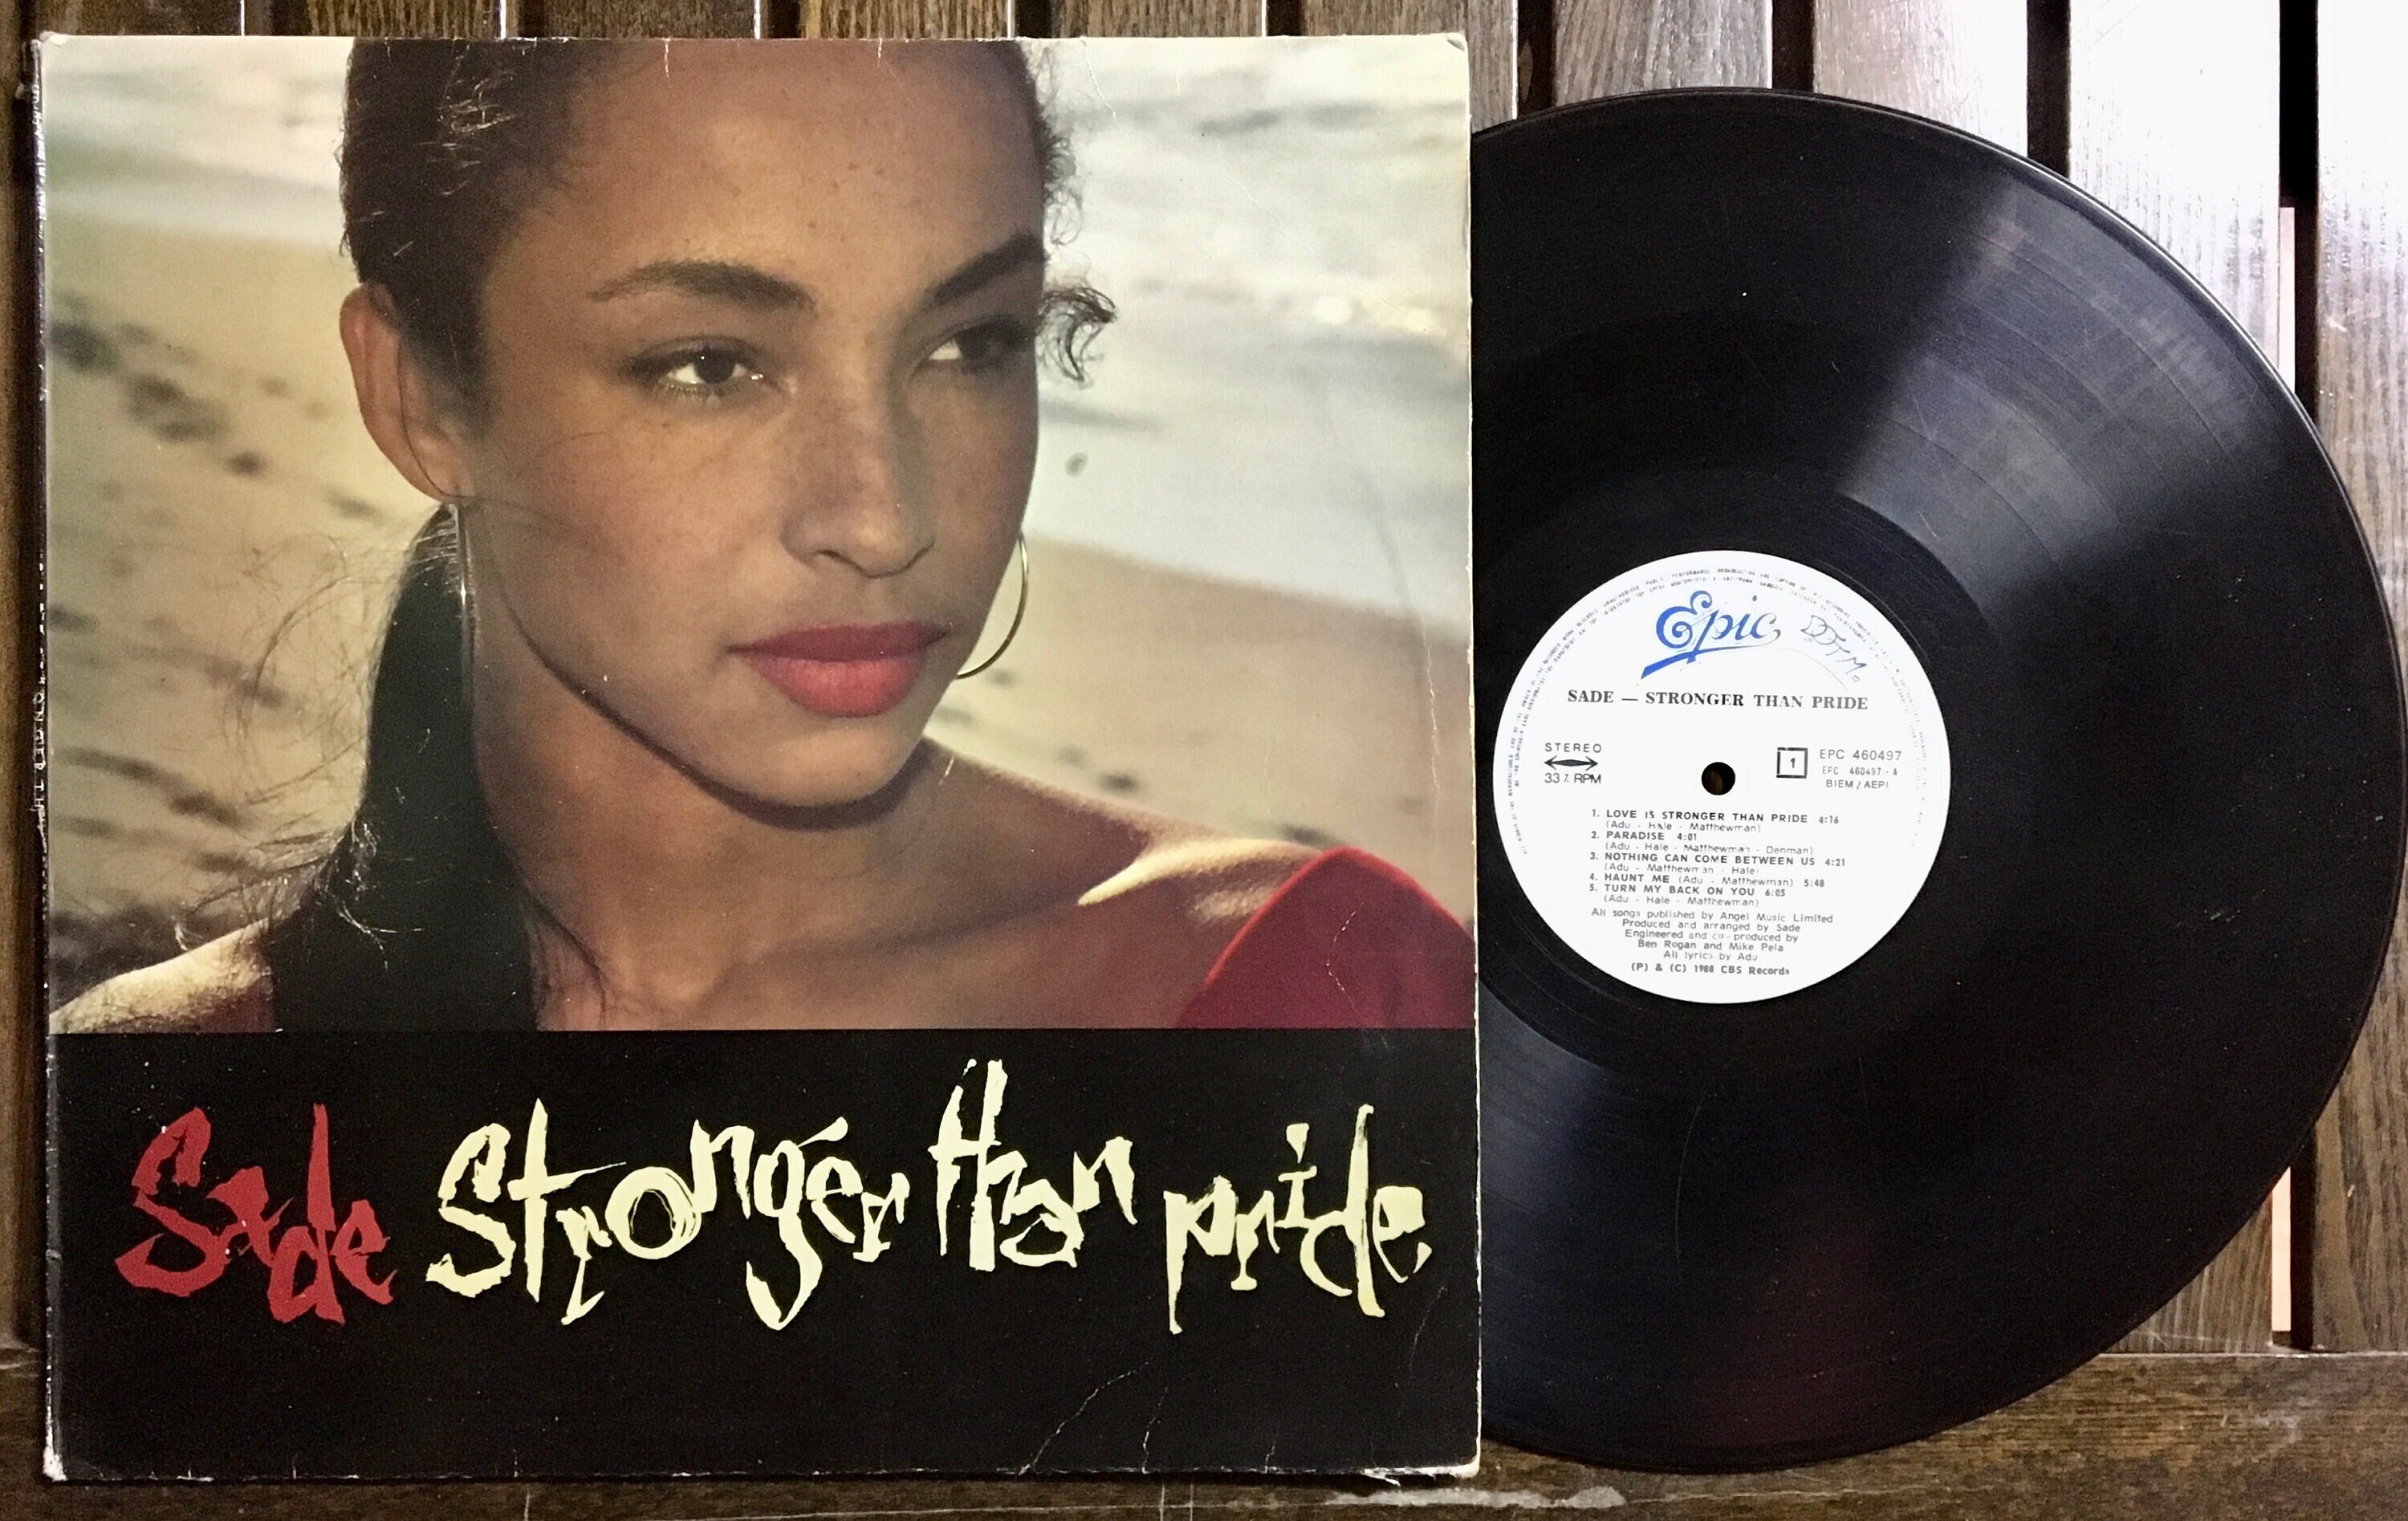 Sade Stronger than pride
Epic
SADE — STRONGER THAN PRIDE
STEREO
33⅓ RPM
1
EPC 460497
EPC 460497 - A
BIEM / AEPI
1. LOVE IS STRONGER THAN PRIDE 4:16
(Adu - Hale - Matthewman)
2. PARADISE 4:01
(Adu - Hale - Matthewman - Denman)
3. NOTHING CAN COME BETWEEN US 4:21
(Adu - Matthewman - Hale)
4. HAUNT ME (Adu - Matthewman) 5:48
5. TURN MY BACK ON YOU 6:05
(Adu - Hale - Matthewman)
All songs published by Angel Music Limited
Produced and arranged by Sade
Engineered and co - produced by
Ben Rogan and Mike Pela
All lyrics by Adu
(P) & (C) 1988 CBS Records